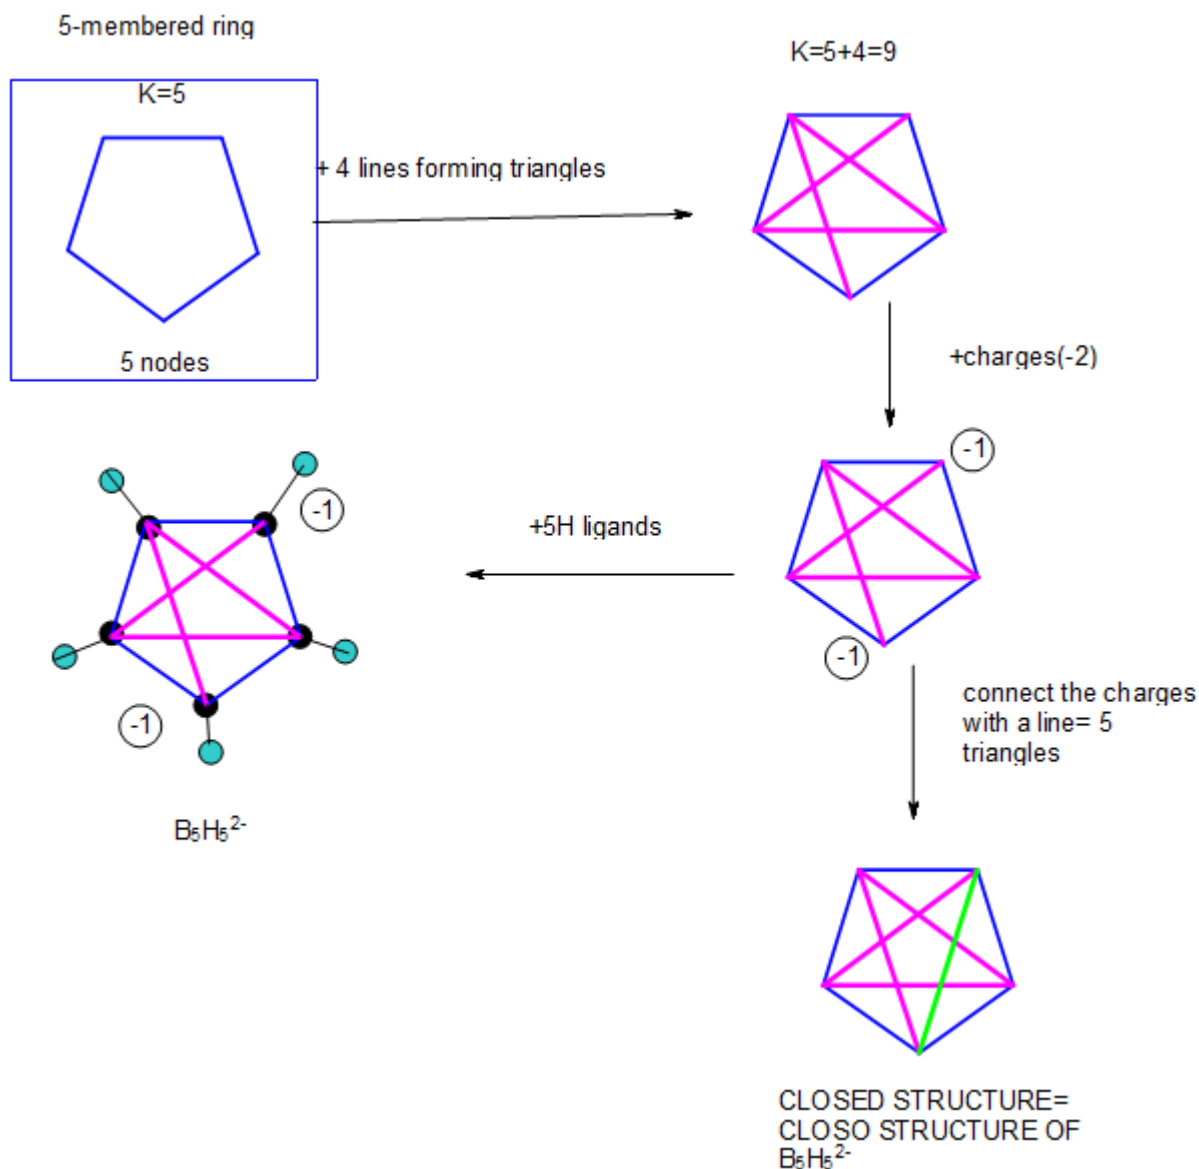 5-membered ring
K=5
5 nodes
+ 4 lines forming triangles
K=5+4=9
+charges(-2)
-1
-1
+5H ligands
-1
-1
B₅H₅²⁻
connect the charges
with a line= 5
triangles
CLOSED STRUCTURE=
CLOSO STRUCTURE OF
B₅H₅²⁻